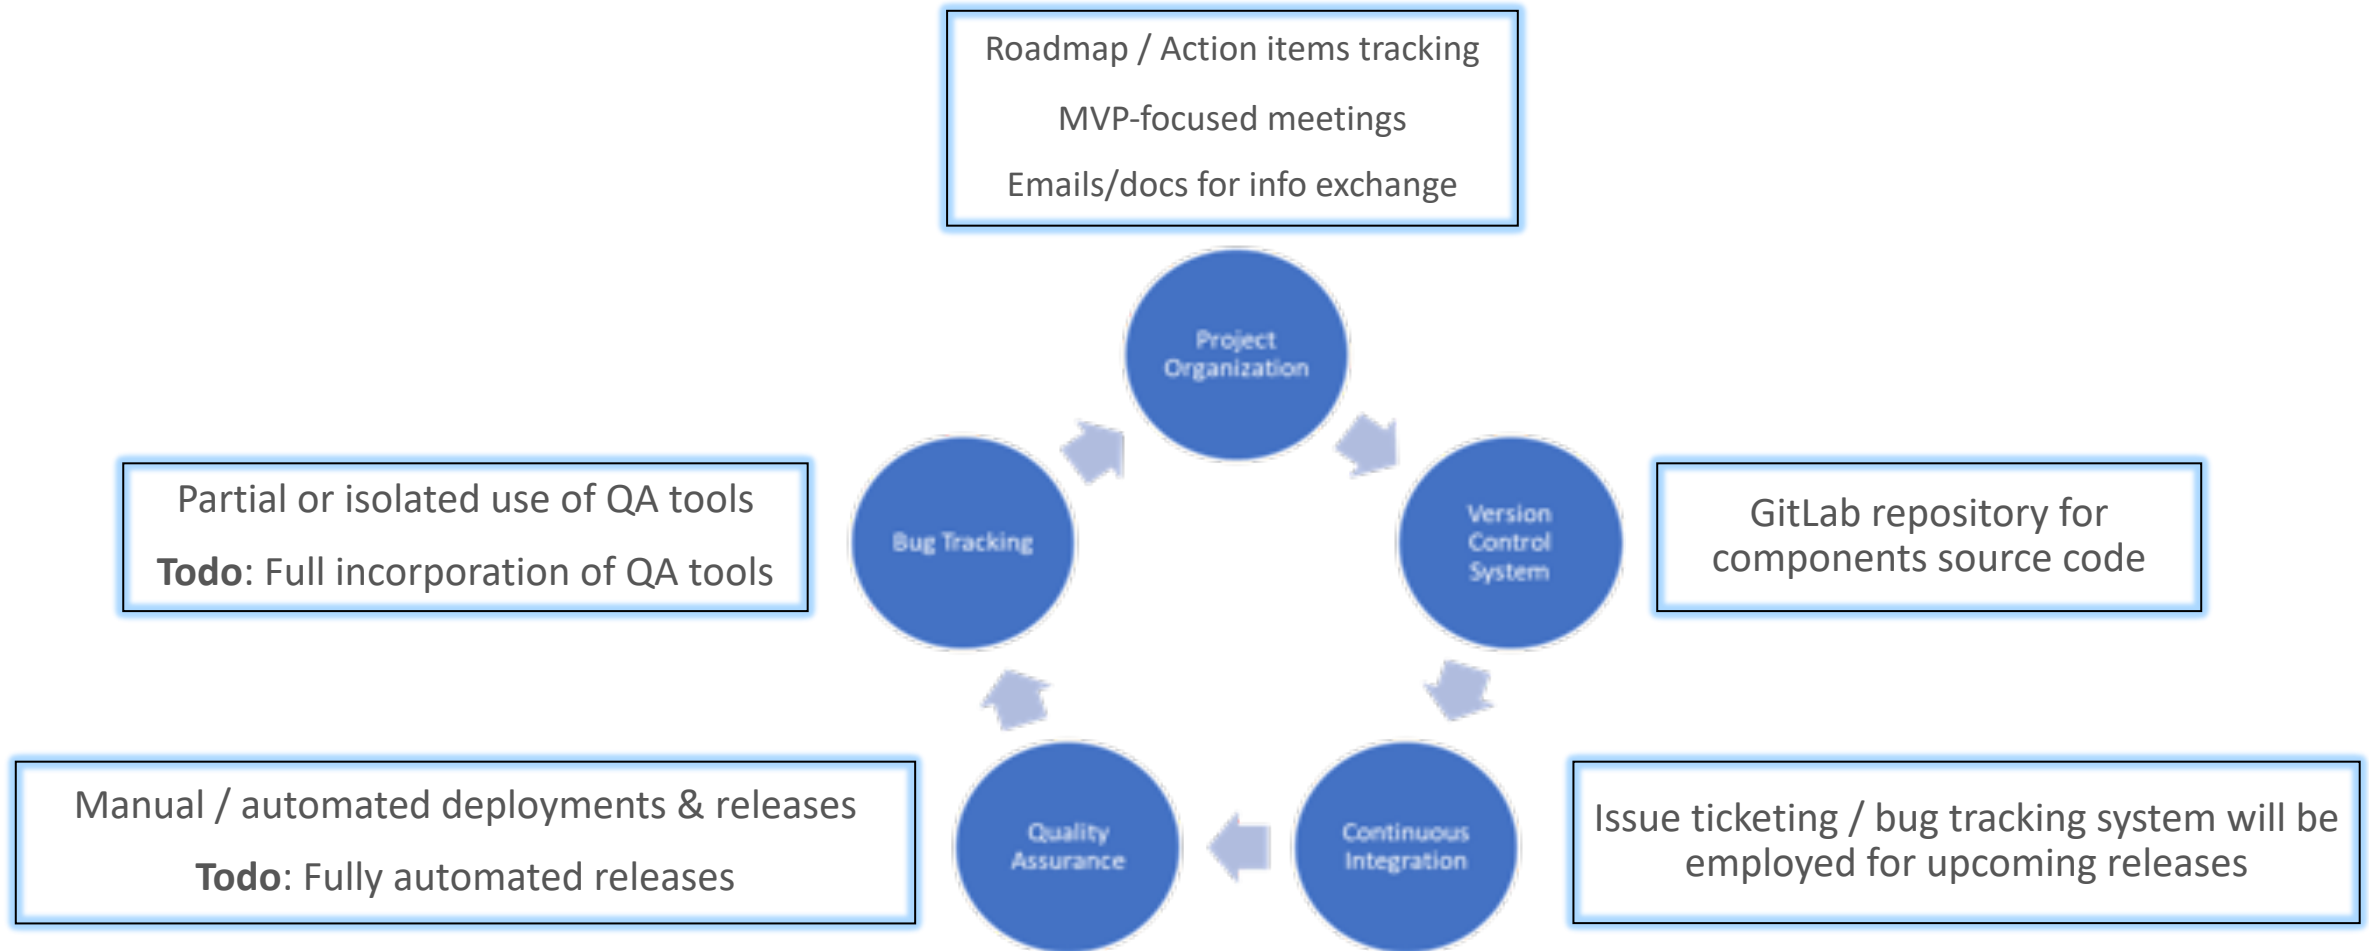 Roadmap / Action items tracking
MVP-focused meetings
Emails/docs for info exchange
Project
Organization
Partial or isolated use of QA tools
Todo: Full incorporation of QA tools
Bug Tracking
Version
Control
System
GitLab repository for
components source code
Manual / automated deployments & releases
Todo: Fully automated releases
Quality
Assurance
Continuous
Integration
Issue ticketing / bug tracking system will be
employed for upcoming releases